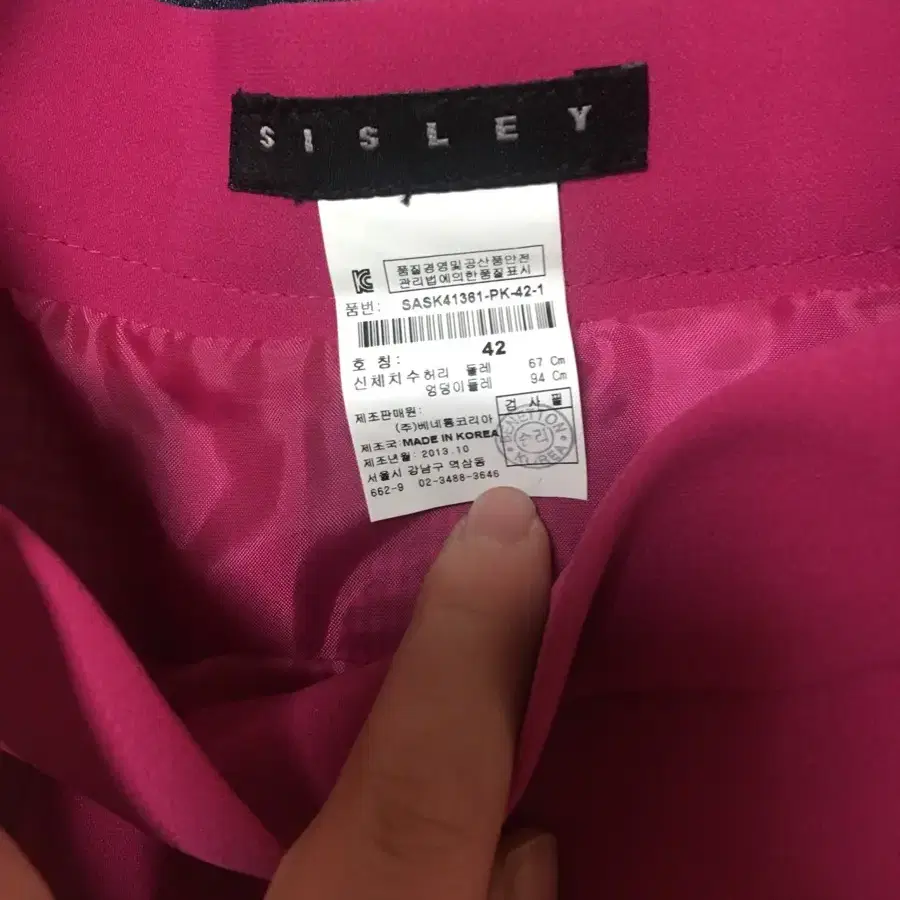 SISLEY
품질경영및공산품안전
관리법에의한품질표시
품번: SASK41361-PK-42-1
호 칭: 42
신체치수 허리 둘레 67 Cm
엉덩이둘레 94 Cm
검 사 필
제조판매원:
(주)베네통코리아
제조국: MADE IN KOREA
제조년월: 2013.10
서울시 강남구 역삼동
662-9 02-3488-3646
BENETTON
KOREA